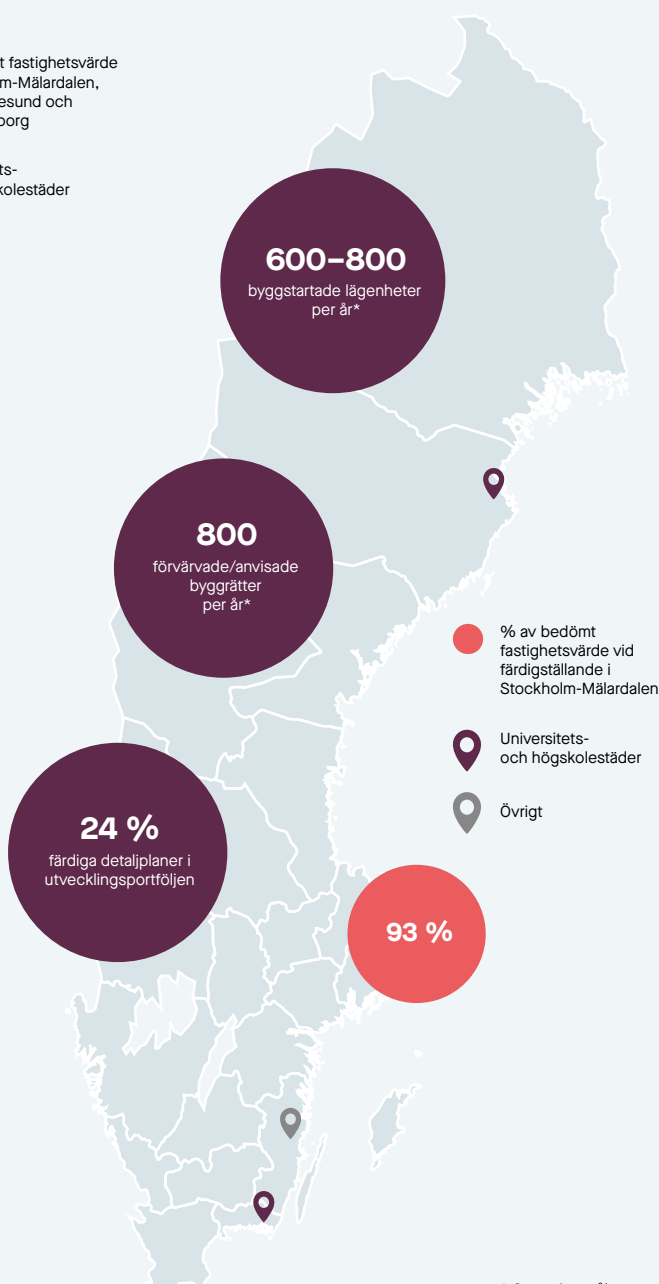 t fastighetsvärde
m-Mälardalen,
esund och
borg
ts-
kolestäder
600–800
byggstartade lägenheter
per år*
800
förvärvade/anvisade
byggrätter
per år*
% av bedömt
fastighetsvärde vid
färdigställande i
Stockholm-Mälardalen
Universitets-
och högskolestäder
Övrigt
24 %
färdiga detaljplaner i
utvecklingsportföljen
93 %